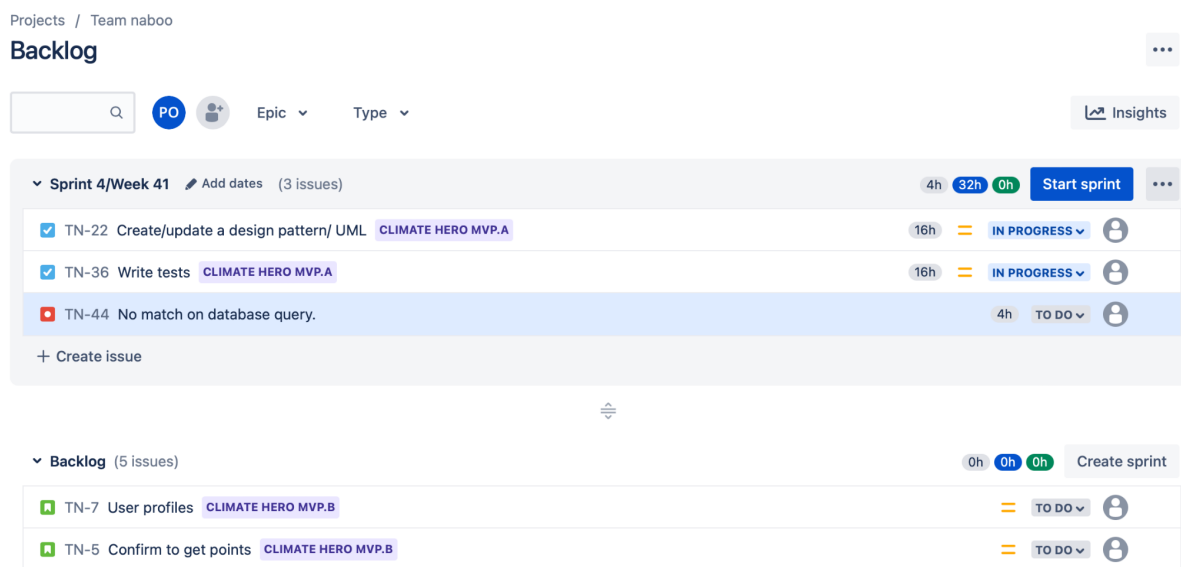 Projects / Team naboo
Backlog
PO Epic Type Insights
Sprint 4/Week 41 Add dates (3 issues) 4h 32h 0h Start sprint
TN-22 Create/update a design pattern/ UML CLIMATE HERO MVP.A 16h IN PROGRESS
TN-36 Write tests CLIMATE HERO MVP.A 16h IN PROGRESS
TN-44 No match on database query. 4h TO DO
+ Create issue
Backlog (5 issues) 0h 0h 0h Create sprint
TN-7 User profiles CLIMATE HERO MVP.B TO DO
TN-5 Confirm to get points CLIMATE HERO MVP.B TO DO